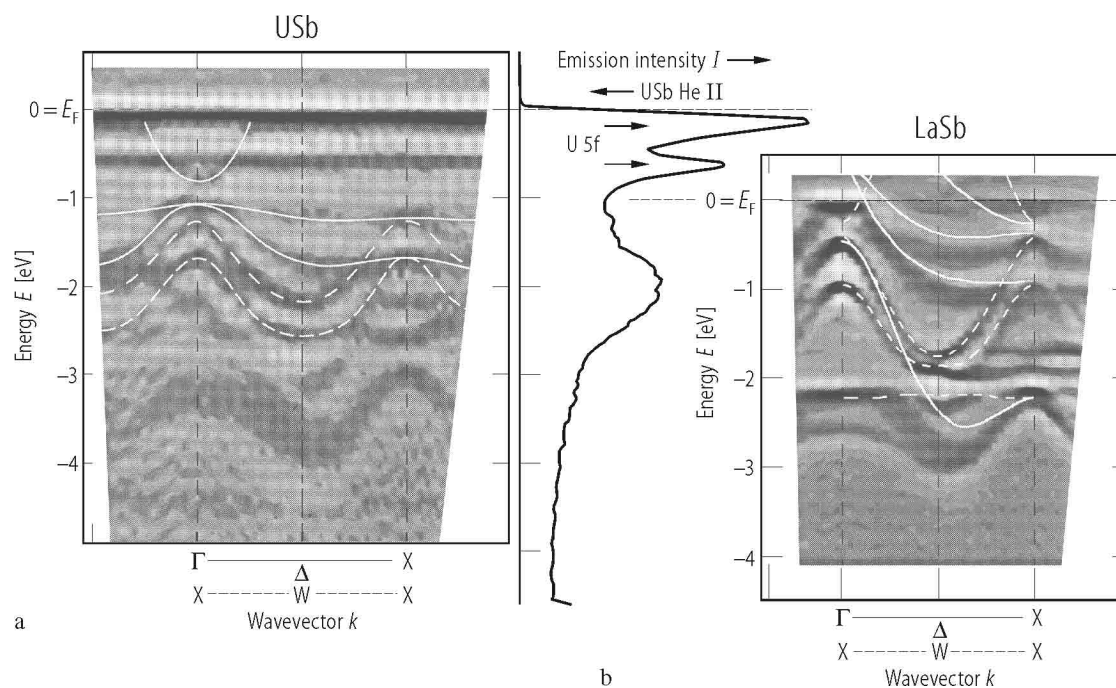 USb
0 = E_F
−1
−2
−3
−4
Energy E [eV]
Γ Δ X
X W X
Wavevector k
a
Emission intensity I
USb He II
U 5f
LaSb
0 = E_F
−1
−2
−3
−4
Energy E [eV]
Γ Δ X
X W X
Wavevector k
b